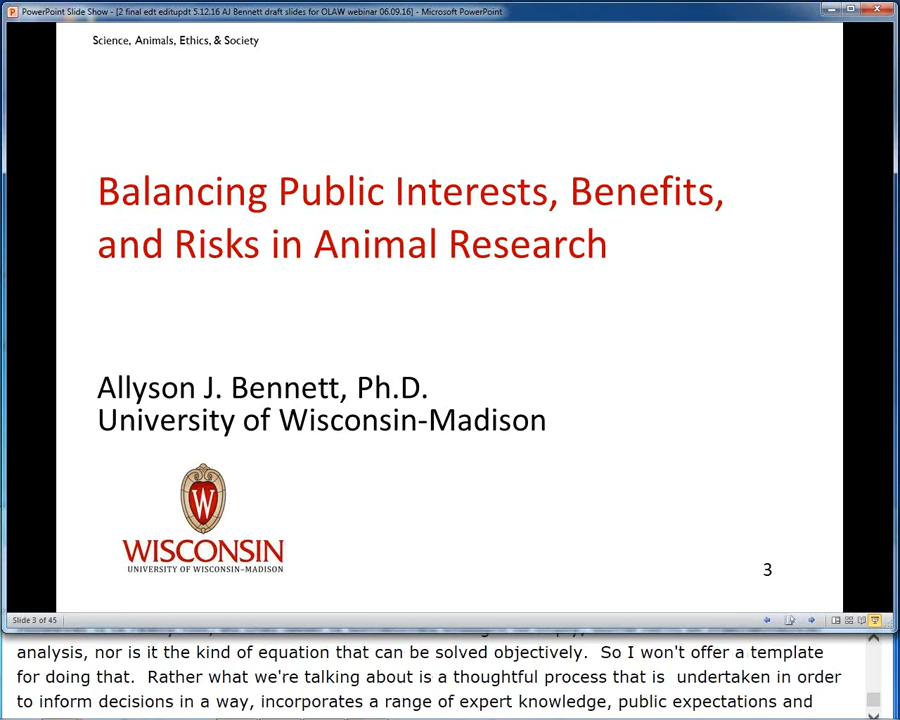 PowerPoint Slide Show - [2 final edt editupdt 5.12.16 AJ Bennett draft slides for OLAW webinar 06.09.16] - Microsoft PowerPoint
Science, Animals, Ethics, & Society
Balancing Public Interests, Benefits,
and Risks in Animal Research
Allyson J. Bennett, Ph.D.
University of Wisconsin-Madison
W
WISCONSIN
UNIVERSITY OF WISCONSIN–MADISON
3
Slide 3 of 45
analysis, nor is it the kind of equation that can be solved objectively. So I won't offer a template
for doing that. Rather what we're talking about is a thoughtful process that is undertaken in order
to inform decisions in a way, incorporates a range of expert knowledge, public expectations and